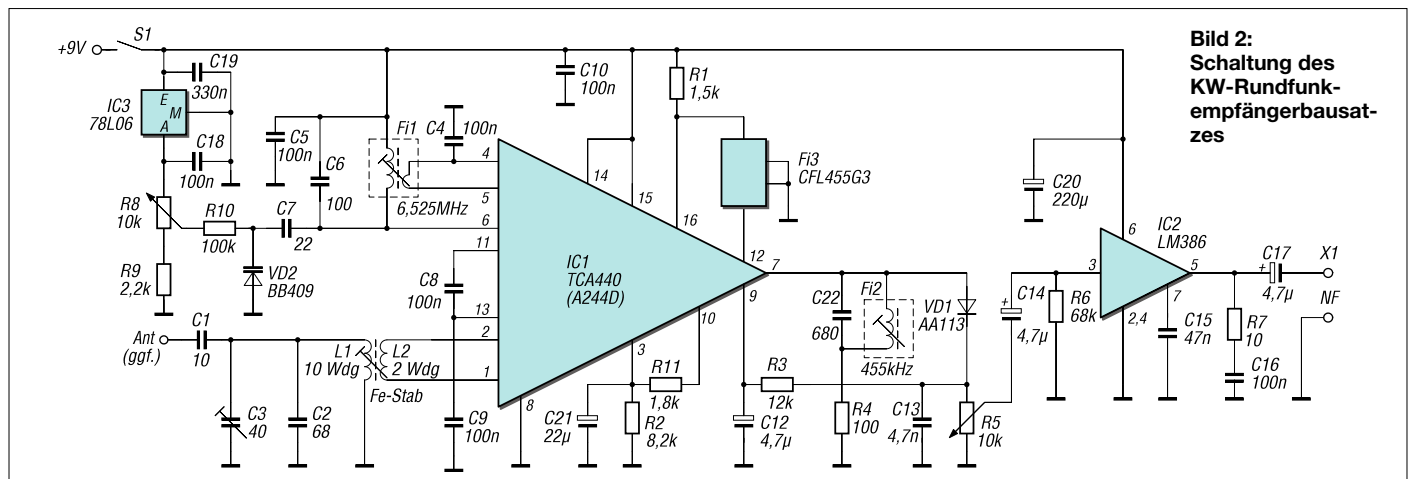 Bild 2:
Schaltung des
KW-Rundfunk-
empfängerbausat-
zes
+9V
S1
C19
330n
IC3
78L06
E
M
A
C18
100n
R8
10k
R9
2,2k
R10
100k
VD2
BB409
C7
22
C5
100n
C6
100
Fi1
6,525MHz
C4
100n
C10
100n
R1
1,5k
Fi3
CFL455G3
Ant
(ggf.)
C1
10
C3
40
C2
68
L1
10 Wdg
L2
2 Wdg
Fe-Stab
C8
100n
C9
100n
4
5
6
11
13
2
1
8
14
15
16
12
7
9
10
3
IC1
TCA440
(A244D)
C21
22µ
R11
1,8k
R2
8,2k
C12
4,7µ
R3
12k
C22
680
Fi2
455kHz
VD1
AA113
R4
100
C13
4,7n
R5
10k
+
C14
4,7µ
R6
68k
C20
220µ
IC2
LM386
3
6
5
7
2,4
C15
47n
R7
10
C16
100n
C17
+
4,7µ
X1
NF